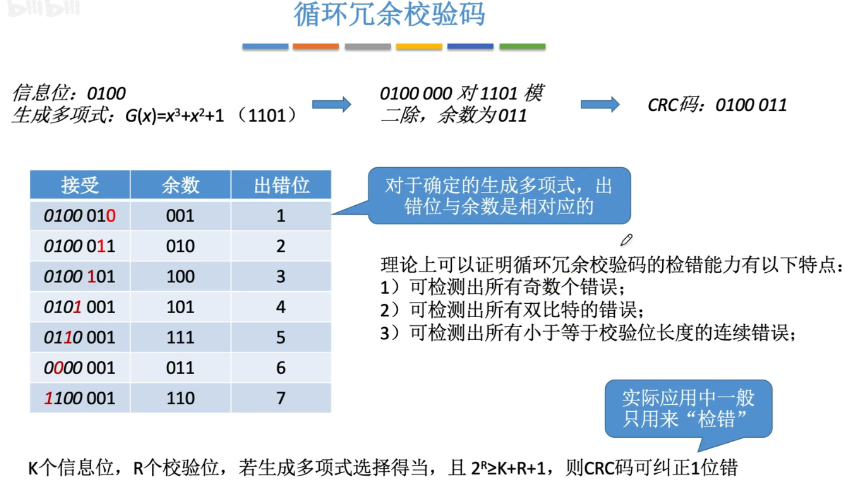 bilibili
循环冗余校验码
信息位：0100
生成多项式：G(x)=x³+x²+1 （1101）
0100 000 对 1101 模
二除，余数为 011
CRC码：0100 011
接受 余数 出错位
0100 010 001 1
0100 011 010 2
0100 101 100 3
0101 001 101 4
0110 001 111 5
0000 001 011 6
1100 001 110 7
对于确定的生成多项式，出
错位与余数是相对应的
理论上可以证明循环冗余校验码的检错能力有以下特点：
1）可检测出所有奇数个错误；
2）可检测出所有双比特的错误；
3）可检测出所有小于等于校验位长度的连续错误；
实际应用中一般
只用来“检错”
K个信息位，R个校验位，若生成多项式选择得当，且 2ᴿ≥K+R+1，则CRC码可纠正1位错